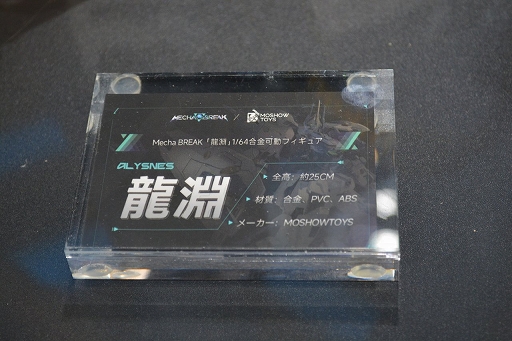 MECHA BREAK / MOSHOW TOYS
Mecha BREAK「龍淵」1/64合金可動フィギュア
ALYSNES
龍淵
全高：約25CM
材質：合金、PVC、ABS
メーカー：MOSHOWTOYS